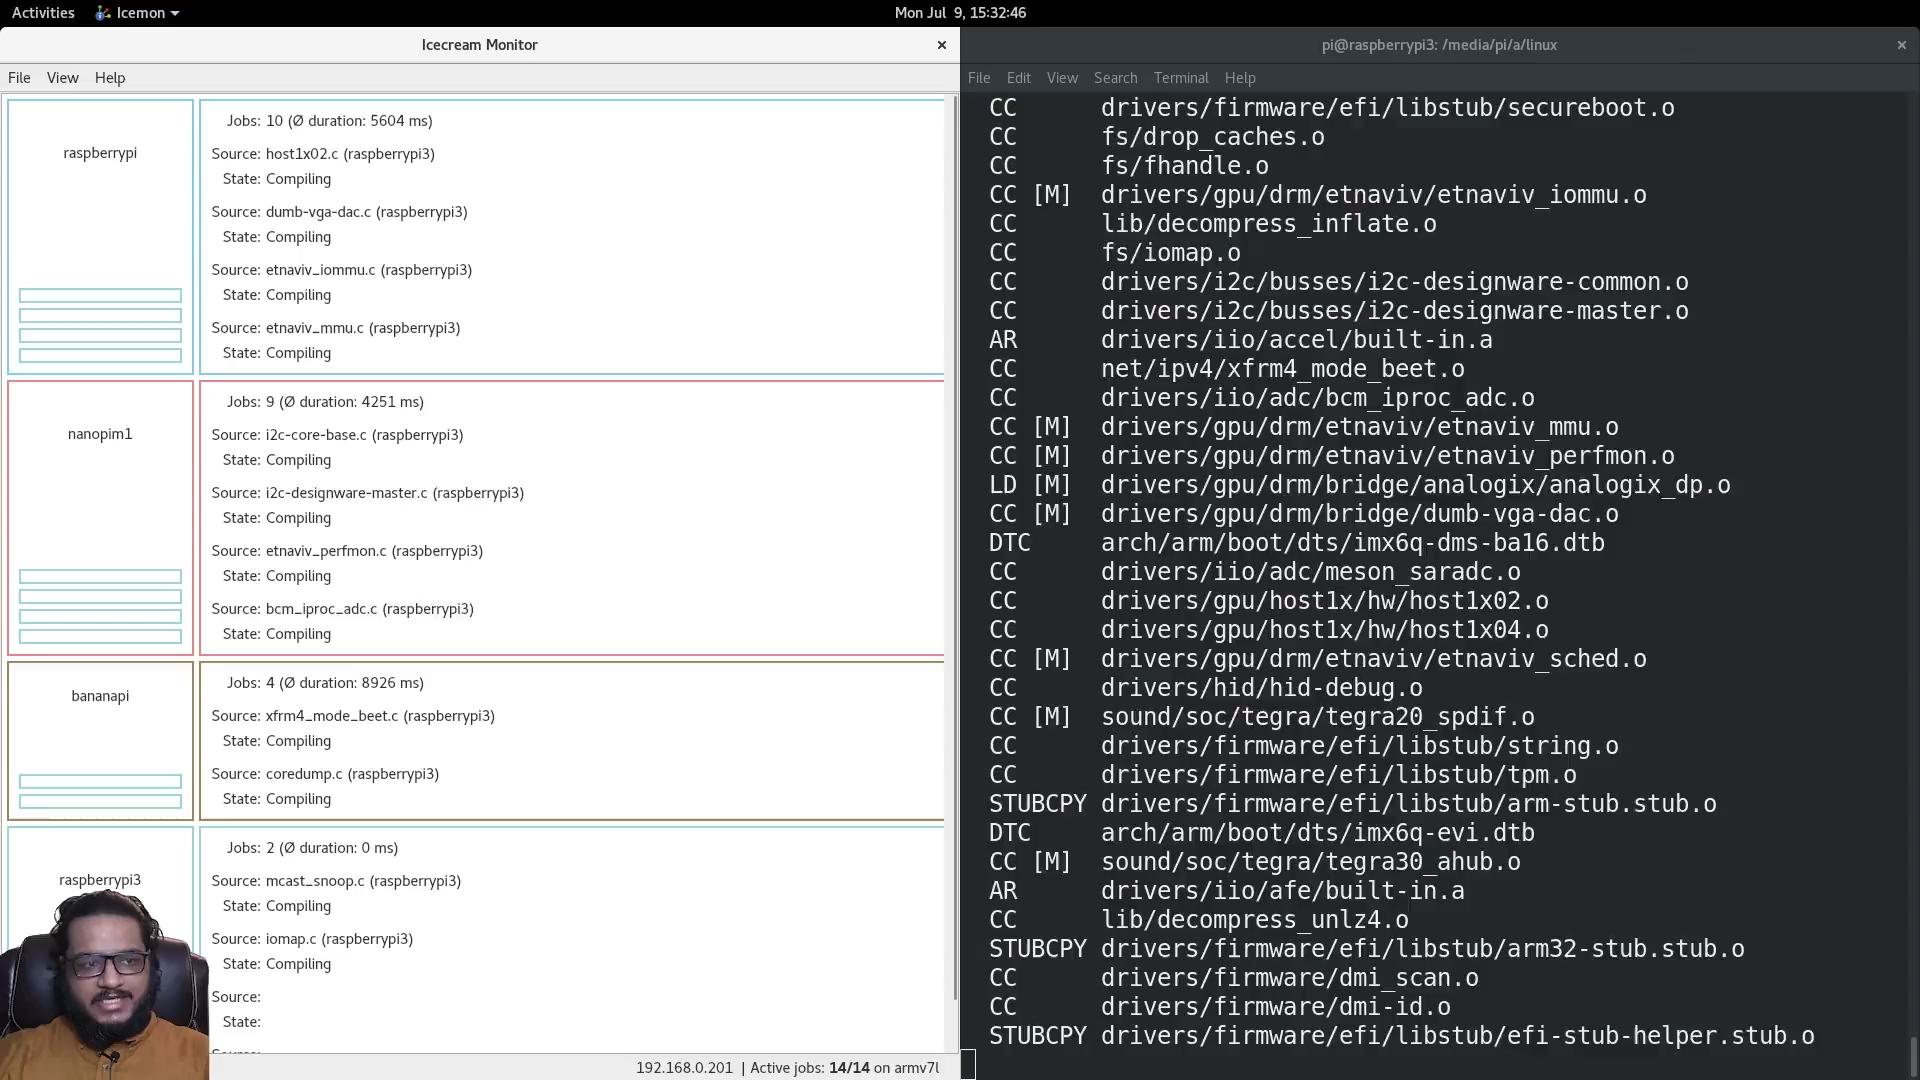 Activities Icemon Mon Jul 9, 15:32:46
Icecream Monitor
File View Help
raspberrypi
Jobs: 10 (Ø duration: 5604 ms)
Source: host1x02.c (raspberrypi3)
State: Compiling
Source: dumb-vga-dac.c (raspberrypi3)
State: Compiling
Source: etnaviv_iommu.c (raspberrypi3)
State: Compiling
Source: etnaviv_mmu.c (raspberrypi3)
State: Compiling
nanopim1
Jobs: 9 (Ø duration: 4251 ms)
Source: i2c-core-base.c (raspberrypi3)
State: Compiling
Source: i2c-designware-master.c (raspberrypi3)
State: Compiling
Source: etnaviv_perfmon.c (raspberrypi3)
State: Compiling
Source: bcm_iproc_adc.c (raspberrypi3)
State: Compiling
bananapi
Jobs: 4 (Ø duration: 8926 ms)
Source: xfrm4_mode_beet.c (raspberrypi3)
State: Compiling
Source: coredump.c (raspberrypi3)
State: Compiling
raspberrypi3
Jobs: 2 (Ø duration: 0 ms)
Source: mcast_snoop.c (raspberrypi3)
State: Compiling
Source: iomap.c (raspberrypi3)
State: Compiling
Source:
State:
192.168.0.201 | Active jobs: 14/14 on armv7l
pi@raspberrypi3: /media/pi/a/linux
File Edit View Search Terminal Help
CC drivers/firmware/efi/libstub/secureboot.o
CC fs/drop_caches.o
CC fs/fhandle.o
CC [M] drivers/gpu/drm/etnaviv/etnaviv_iommu.o
CC lib/decompress_inflate.o
CC fs/iomap.o
CC drivers/i2c/busses/i2c-designware-common.o
CC drivers/i2c/busses/i2c-designware-master.o
AR drivers/iio/accel/built-in.a
CC net/ipv4/xfrm4_mode_beet.o
CC drivers/iio/adc/bcm_iproc_adc.o
CC [M] drivers/gpu/drm/etnaviv/etnaviv_mmu.o
CC [M] drivers/gpu/drm/etnaviv/etnaviv_perfmon.o
LD [M] drivers/gpu/drm/bridge/analogix/analogix_dp.o
CC [M] drivers/gpu/drm/bridge/dumb-vga-dac.o
DTC arch/arm/boot/dts/imx6q-dms-ba16.dtb
CC drivers/iio/adc/meson_saradc.o
CC drivers/gpu/host1x/hw/host1x02.o
CC drivers/gpu/host1x/hw/host1x04.o
CC [M] drivers/gpu/drm/etnaviv/etnaviv_sched.o
CC drivers/hid/hid-debug.o
CC [M] sound/soc/tegra/tegra20_spdif.o
CC drivers/firmware/efi/libstub/string.o
CC drivers/firmware/efi/libstub/tpm.o
STUBCPY drivers/firmware/efi/libstub/arm-stub.stub.o
DTC arch/arm/boot/dts/imx6q-evi.dtb
CC [M] sound/soc/tegra/tegra30_ahub.o
AR drivers/iio/afe/built-in.a
CC lib/decompress_unlz4.o
STUBCPY drivers/firmware/efi/libstub/arm32-stub.stub.o
CC drivers/firmware/dmi_scan.o
CC drivers/firmware/dmi-id.o
STUBCPY drivers/firmware/efi/libstub/efi-stub-helper.stub.o